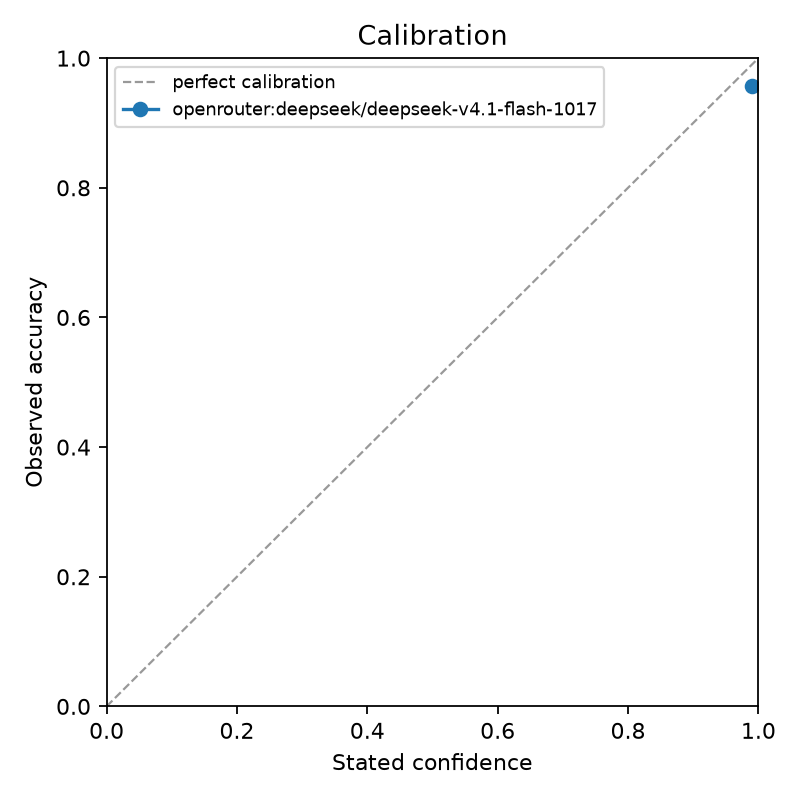 Calibration
perfect calibration
openrouter:deepseek/deepseek-v4.1-flash-1017
1.0
0.8
0.6
0.4
0.2
0.0
Observed accuracy
0.0 0.2 0.4 0.6 0.8 1.0
Stated confidence